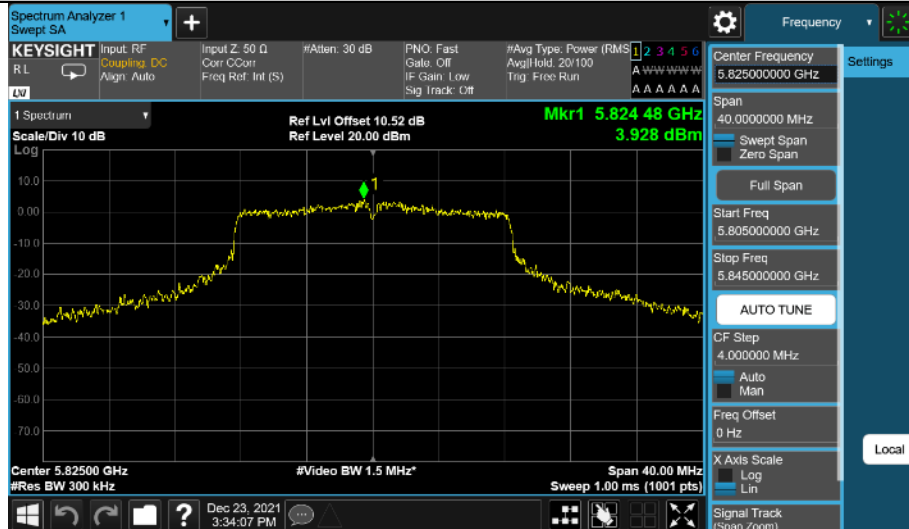 Spectrum Analyzer 1
Swept SA
Frequency
KEYSIGHT
RL
LXI
Input: RF
Coupling: DC
Align: Auto
Input Z: 50 Ω
Corr CCorr
Freq Ref: Int (S)
#Atten: 30 dB
PNO: Fast
Gate: Off
IF Gain: Low
Sig Track: Off
#Avg Type: Power (RMS
Avg|Hold: 20/100
Trig: Free Run
1 2 3 4 5 6
A W W W W W
A A A A A A
1 Spectrum
Scale/Div 10 dB
Log
Ref Lvl Offset 10.52 dB
Ref Level 20.00 dBm
Mkr1 5.824 48 GHz
3.928 dBm
1
10.0
0.00
-10.0
-20.0
-30.0
-40.0
-50.0
-60.0
-70.0
Center 5.82500 GHz
#Res BW 300 kHz
#Video BW 1.5 MHz*
Span 40.00 MHz
Sweep 1.00 ms (1001 pts)
Dec 23, 2021
3:34:07 PM
Center Frequency
5.825000000 GHz
Span
40.0000000 MHz
Swept Span
Zero Span
Full Span
Start Freq
5.805000000 GHz
Stop Freq
5.845000000 GHz
AUTO TUNE
CF Step
4.000000 MHz
Auto
Man
Freq Offset
0 Hz
X Axis Scale
Log
Lin
Signal Track
(Span Zoom)
Settings
Local